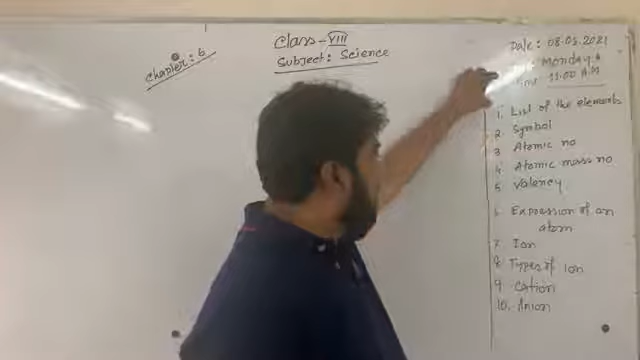 Chapter: 6
Class - VIII
Subject: Science
Date: 08.03.2021
Monday
11:00 A.M
1. List of the elements
2. Symbol
3 Atomic no
4. Atomic mass no.
5 Valency
6 Expression of an
atom
7. Ion
8 Types of Ion
9 Cation
10. Anion